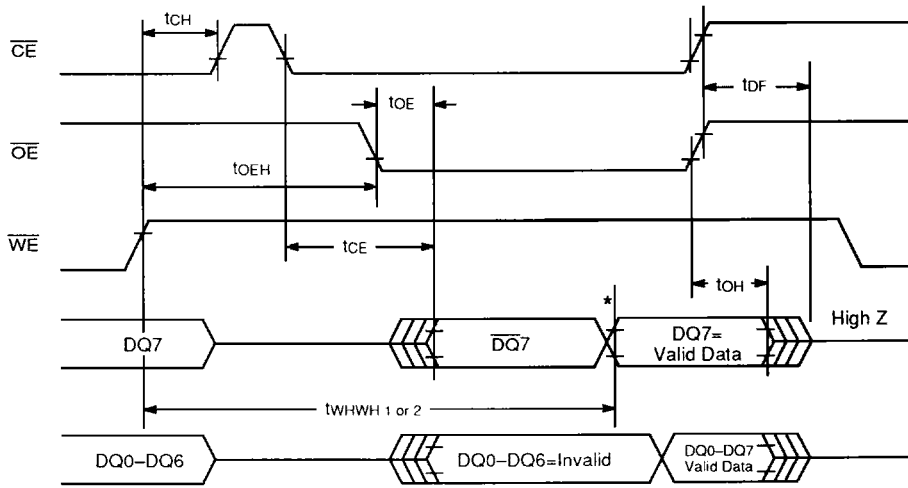 tCH
CE
tDF
tOE
OE
tOEH
WE
tCE
tOH
*
High Z
DQ7
DQ7
DQ7=
Valid Data
tWHWH 1 or 2
DQ0–DQ6
DQ0–DQ6=Invalid
DQ0–DQ7
Valid Data